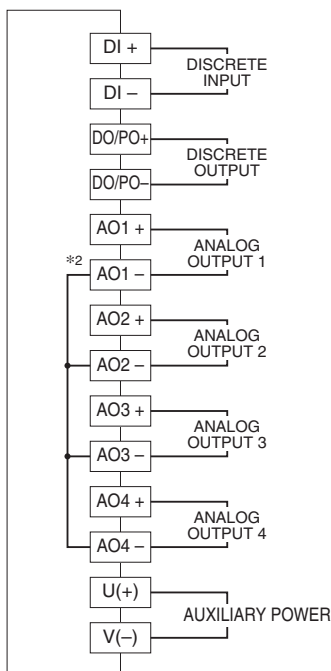 DI +
DISCRETE
INPUT
DI –
DO/PO+
DISCRETE
OUTPUT
DO/PO–
AO1 +
ANALOG
OUTPUT 1
*2
AO1 –
AO2 +
ANALOG
OUTPUT 2
AO2 –
AO3 +
ANALOG
OUTPUT 3
AO3 –
AO4 +
ANALOG
OUTPUT 4
AO4 –
U(+)
AUXILIARY POWER
V(–)